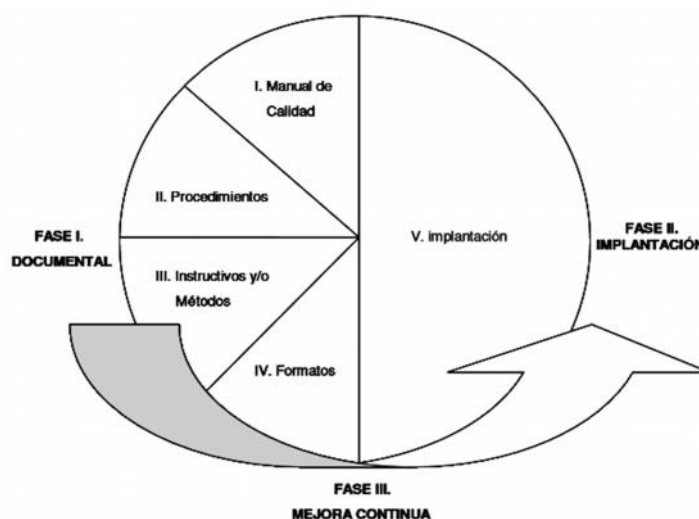 I. Manual de
Calidad
II. Procedimientos
FASE I.
DOCUMENTAL
III. Instructivos y/o
Métodos
IV. Formatos
V. implantación
FASE II.
IMPLANTACIÓN
FASE III.
MEJORA CONTINUA